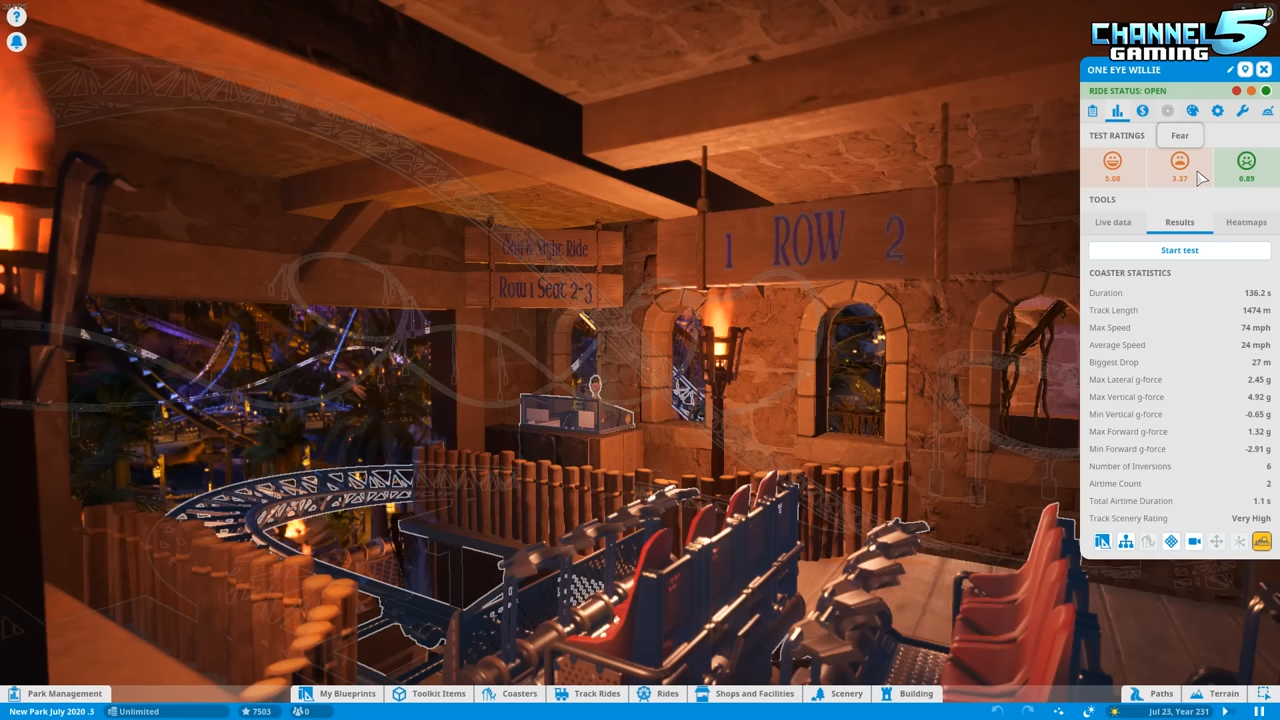 CHANNEL 5
GAMING
ONE EYE WILLIE
RIDE STATUS: OPEN
TEST RATINGS
Fear
5.08
3.37
0.89
TOOLS
Live data
Results
Heatmaps
Start test
COASTER STATISTICS
Duration 136.2 s
Track Length 1474 m
Max Speed 74 mph
Average Speed 24 mph
Biggest Drop 27 m
Max Lateral g-force 2.45 g
Max Vertical g-force 4.92 g
Min Vertical g-force -0.65 g
Max Forward g-force 1.32 g
Min Forward g-force -2.91 g
Number of Inversions 6
Airtime Count 2
Total Airtime Duration 1.1 s
Track Scenery Rating Very High
1 ROW 2
Night Ride
Row 1 Seat 2-3
Park Management
My Blueprints
Toolkit Items
Coasters
Track Rides
Rides
Shops and Facilities
Scenery
Building
Paths
Terrain
New Park July 2020 .3
Unlimited
7503
0
Jul 23, Year 231